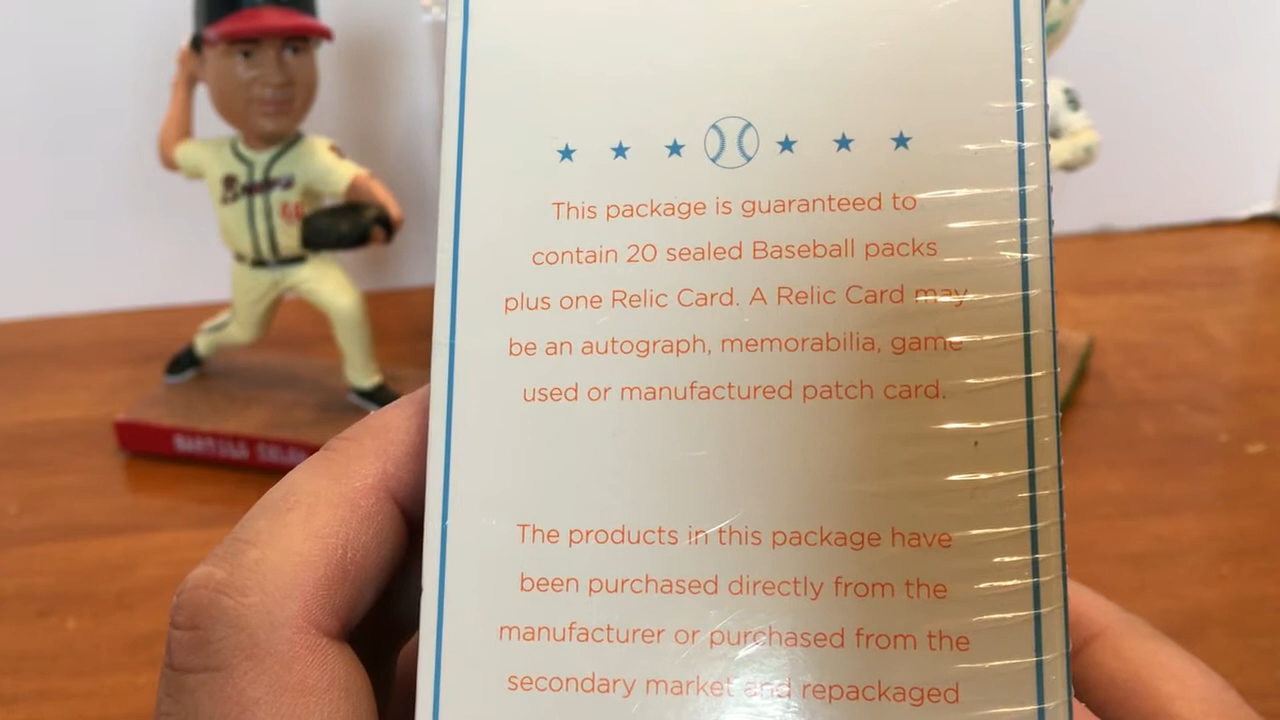 This package is guaranteed to
contain 20 sealed Baseball packs
plus one Relic Card. A Relic Card may
be an autograph, memorabilia, game
used or manufactured patch card.
The products in this package have
been purchased directly from the
manufacturer or purchased from the
secondary market and repackaged